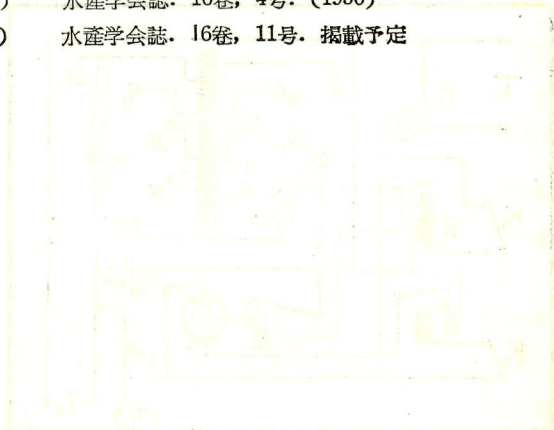 ) 水産学会誌. 16巻, 4号. (1950)
) 水産学会誌. 16巻, 11号. 掲載予定